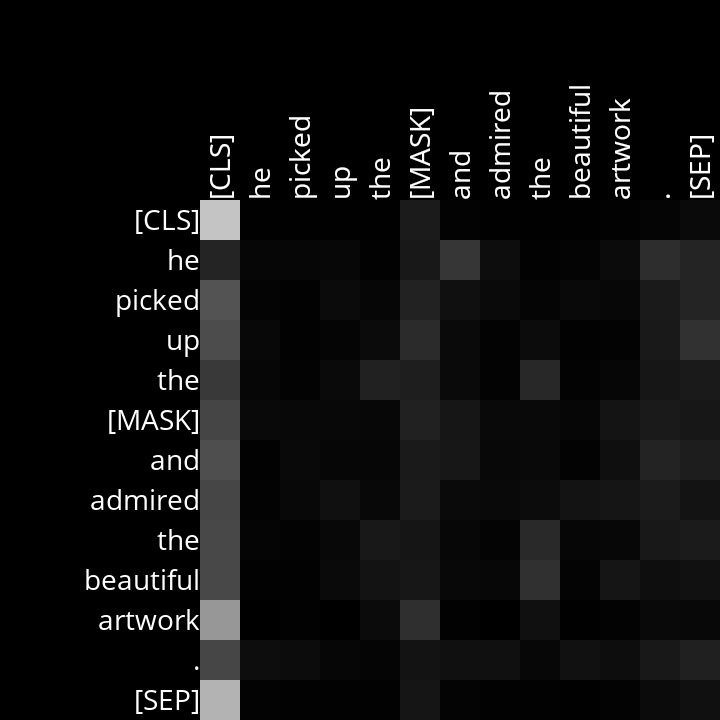 [CLS] he picked up the [MASK] and admired the beautiful artwork . [SEP]
[CLS]
he
picked
up
the
[MASK]
and
admired
the
beautiful
artwork
.
[SEP]